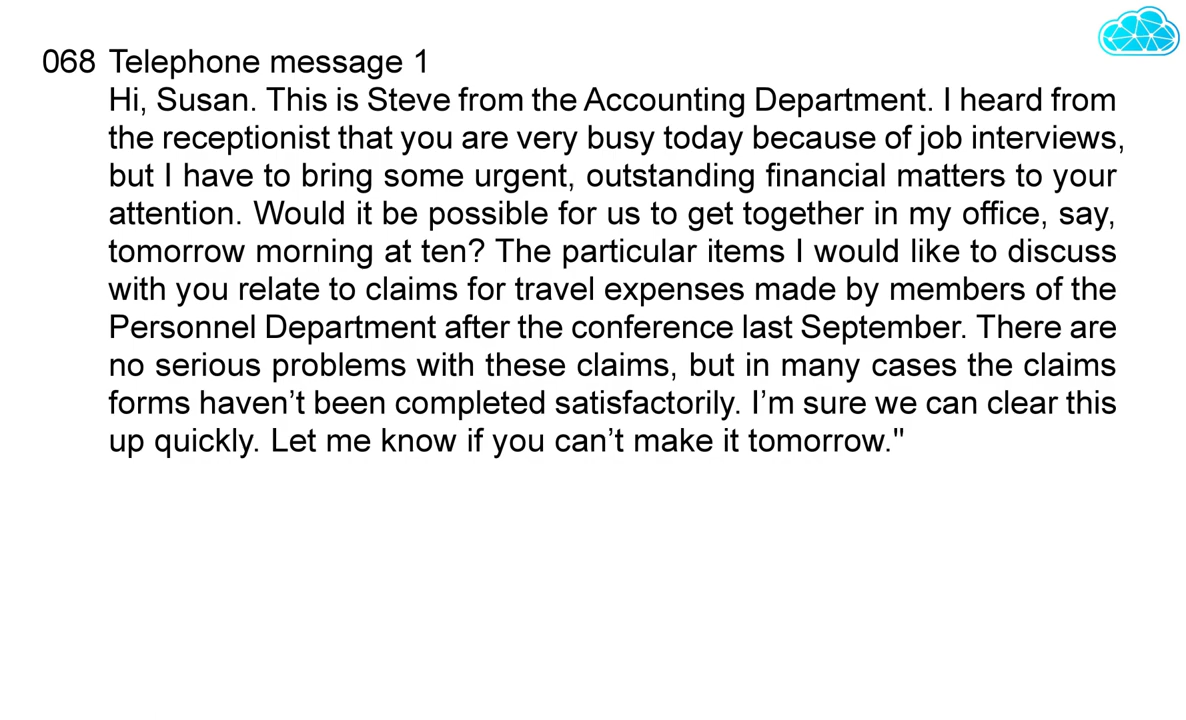 068 Telephone message 1
Hi, Susan. This is Steve from the Accounting Department. I heard from
the receptionist that you are very busy today because of job interviews,
but I have to bring some urgent, outstanding financial matters to your
attention. Would it be possible for us to get together in my office, say,
tomorrow morning at ten? The particular items I would like to discuss
with you relate to claims for travel expenses made by members of the
Personnel Department after the conference last September. There are
no serious problems with these claims, but in many cases the claims
forms haven’t been completed satisfactorily. I’m sure we can clear this
up quickly. Let me know if you can’t make it tomorrow."